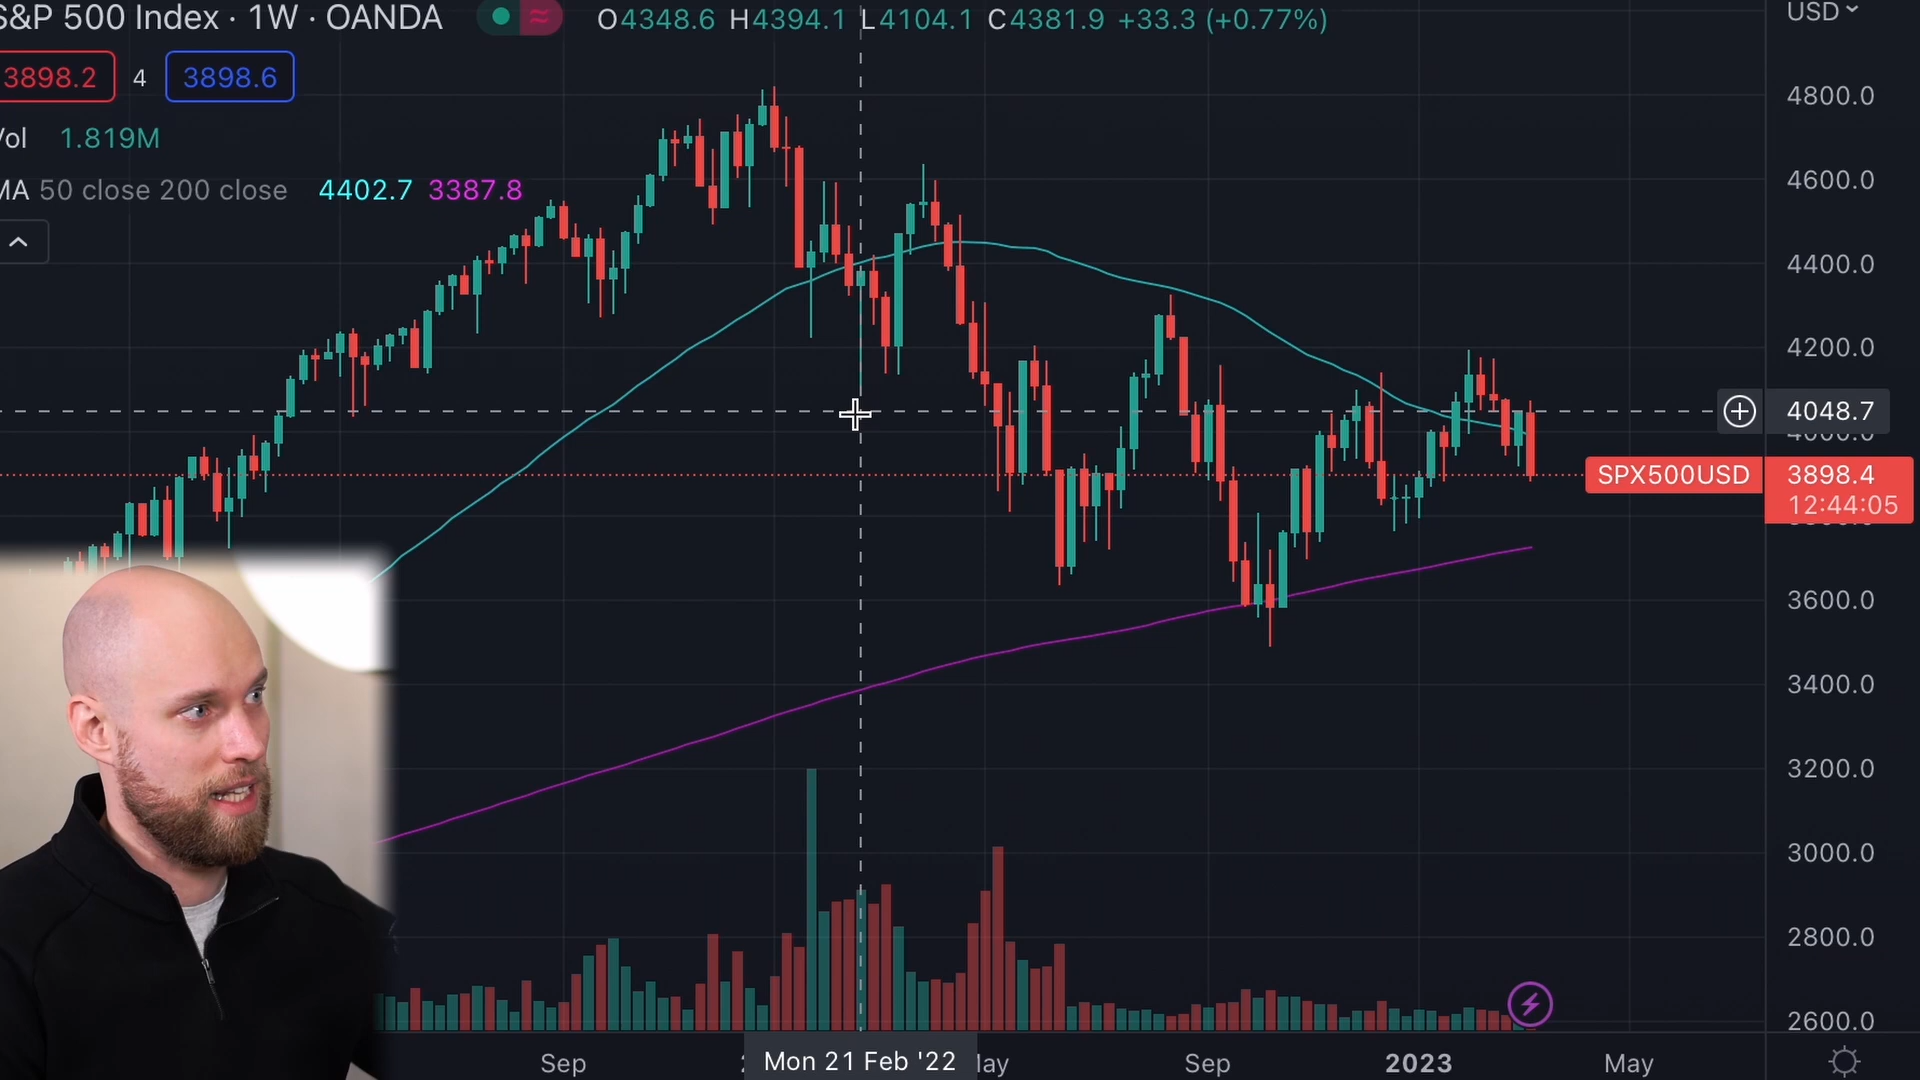 S&P 500 Index · 1W · OANDA
O4348.6 H4394.1 L4104.1 C4381.9 +33.3 (+0.77%)
USD
3898.2 4 3898.6
Vol 1.819M
MA 50 close 200 close 4402.7 3387.8
4800.0
4600.0
4400.0
4200.0
4048.7
4000.0
SPX500USD 3898.4
12:44:05
3600.0
3400.0
3200.0
3000.0
2800.0
2600.0
Sep Mon 21 Feb '22 May Sep 2023 May